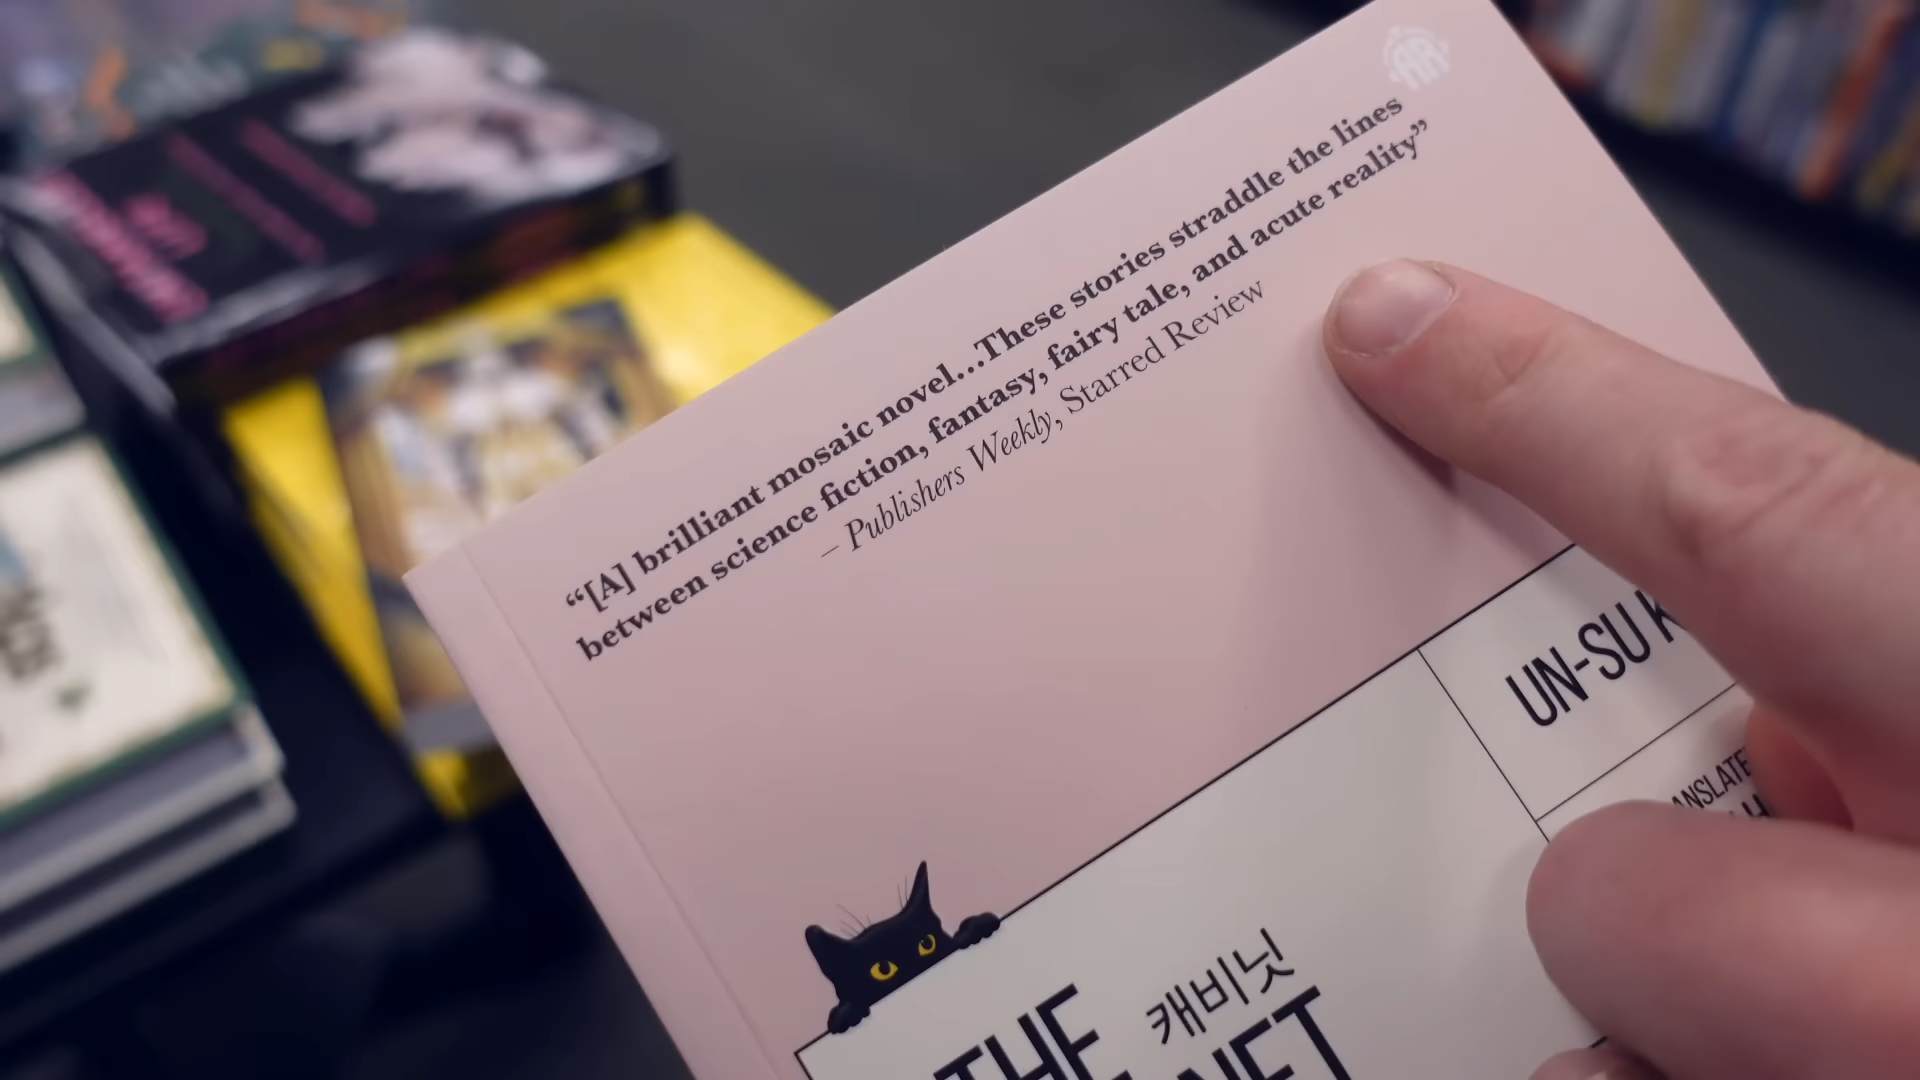 “[A] brilliant mosaic novel...These stories straddle the lines
between science fiction, fantasy, fairy tale, and acute reality”
– Publishers Weekly, Starred Review
UN-SU
THE
캐비닛